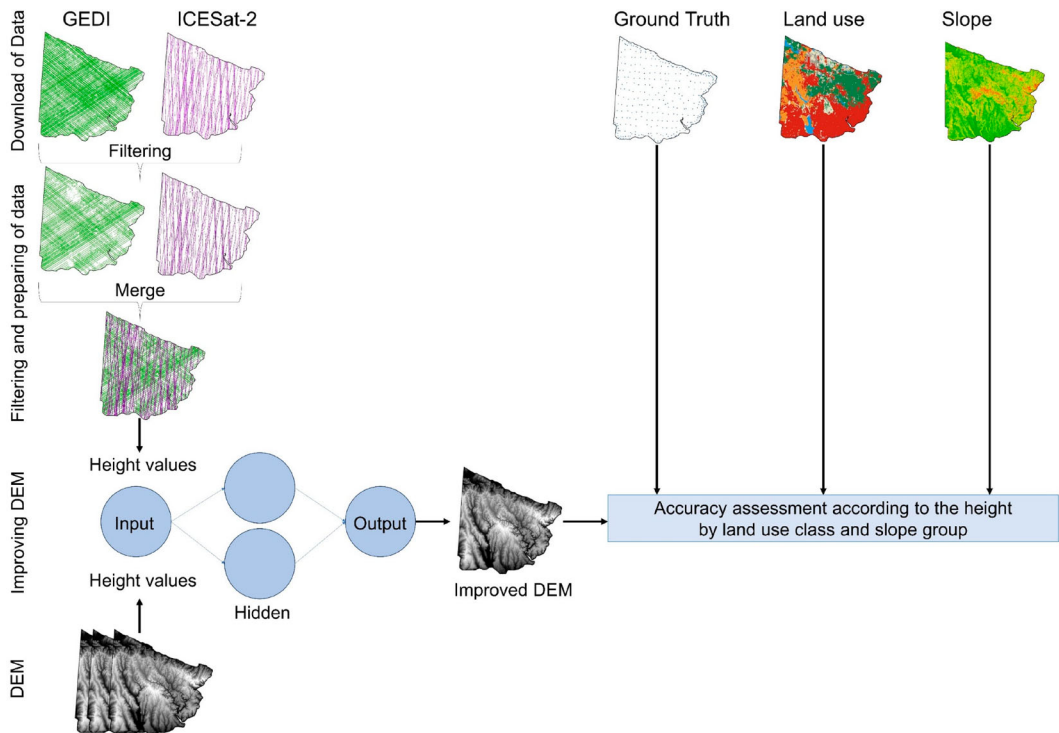 GEDI
ICESat-2
Ground Truth
Land use
Slope
Download of Data
Filtering
Filtering and preparing of data
Merge
Height values
Improving DEM
Input
Hidden
Output
Height values
Improved DEM
Accuracy assessment according to the height
by land use class and slope group
DEM